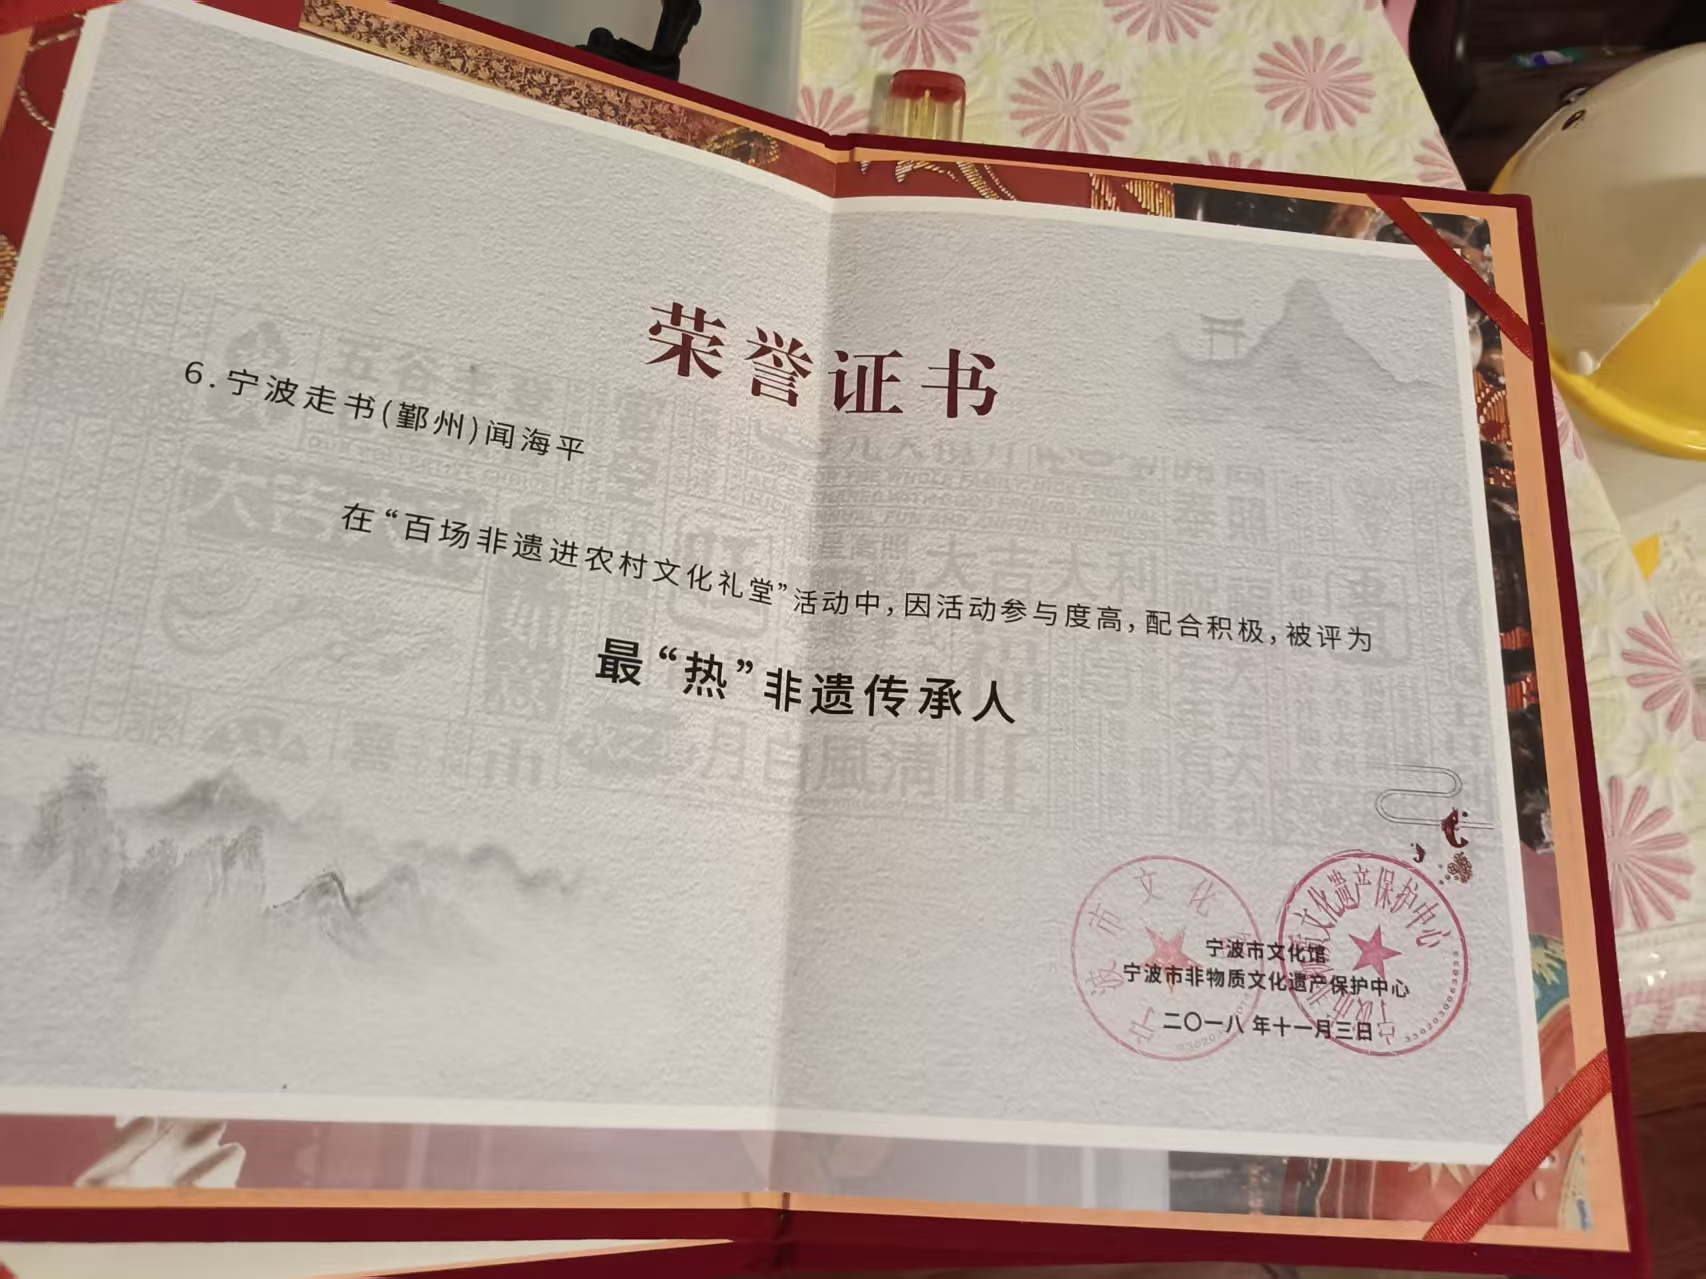 荣誉证书
6.宁波走书(鄞州)闻海平
在“百场非遗进农村文化礼堂”活动中,因活动参与度高,配合积极,被评为
最“热”非遗传承人
宁波市文化馆
宁波市非物质文化遗产保护中心
二〇一八年十一月三日
月白風清